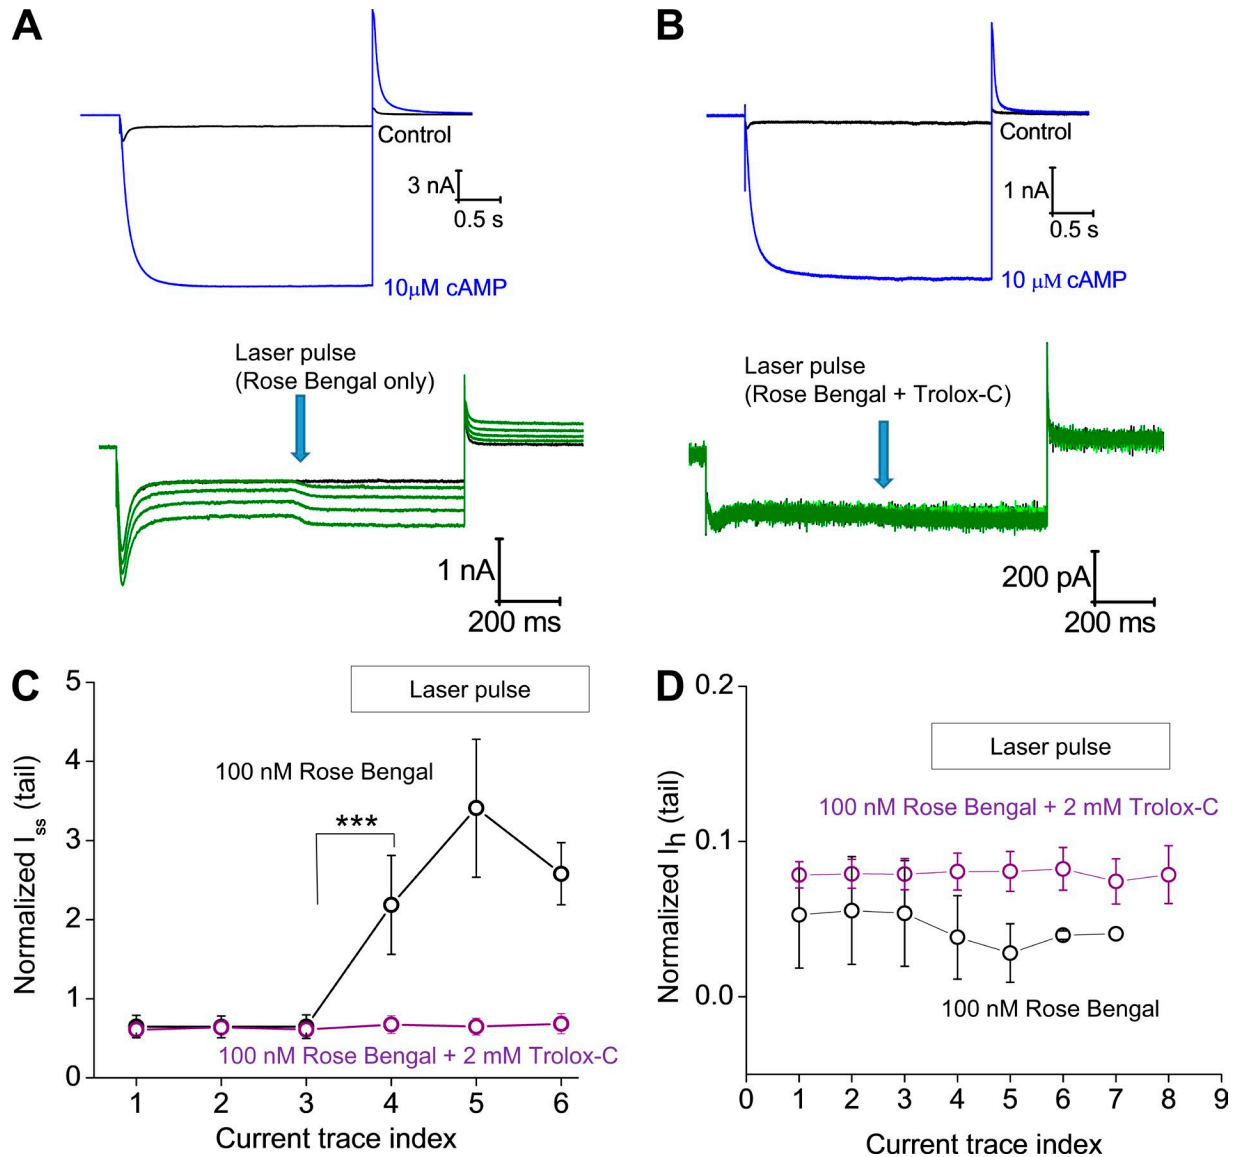 A
Control
3 nA
0.5 s
10μM cAMP
Laser pulse
(Rose Bengal only)
1 nA
200 ms
B
Control
1 nA
0.5 s
10 μM cAMP
Laser pulse
(Rose Bengal + Trolox-C)
200 pA
200 ms
C
Normalized Iss (tail)
5
4
3
2
1
0
Laser pulse
100 nM Rose Bengal
***
100 nM Rose Bengal + 2 mM Trolox-C
1 2 3 4 5 6
Current trace index
D
Normalized Ih (tail)
0.2
0.1
0.0
Laser pulse
100 nM Rose Bengal + 2 mM Trolox-C
100 nM Rose Bengal
0 1 2 3 4 5 6 7 8 9
Current trace index